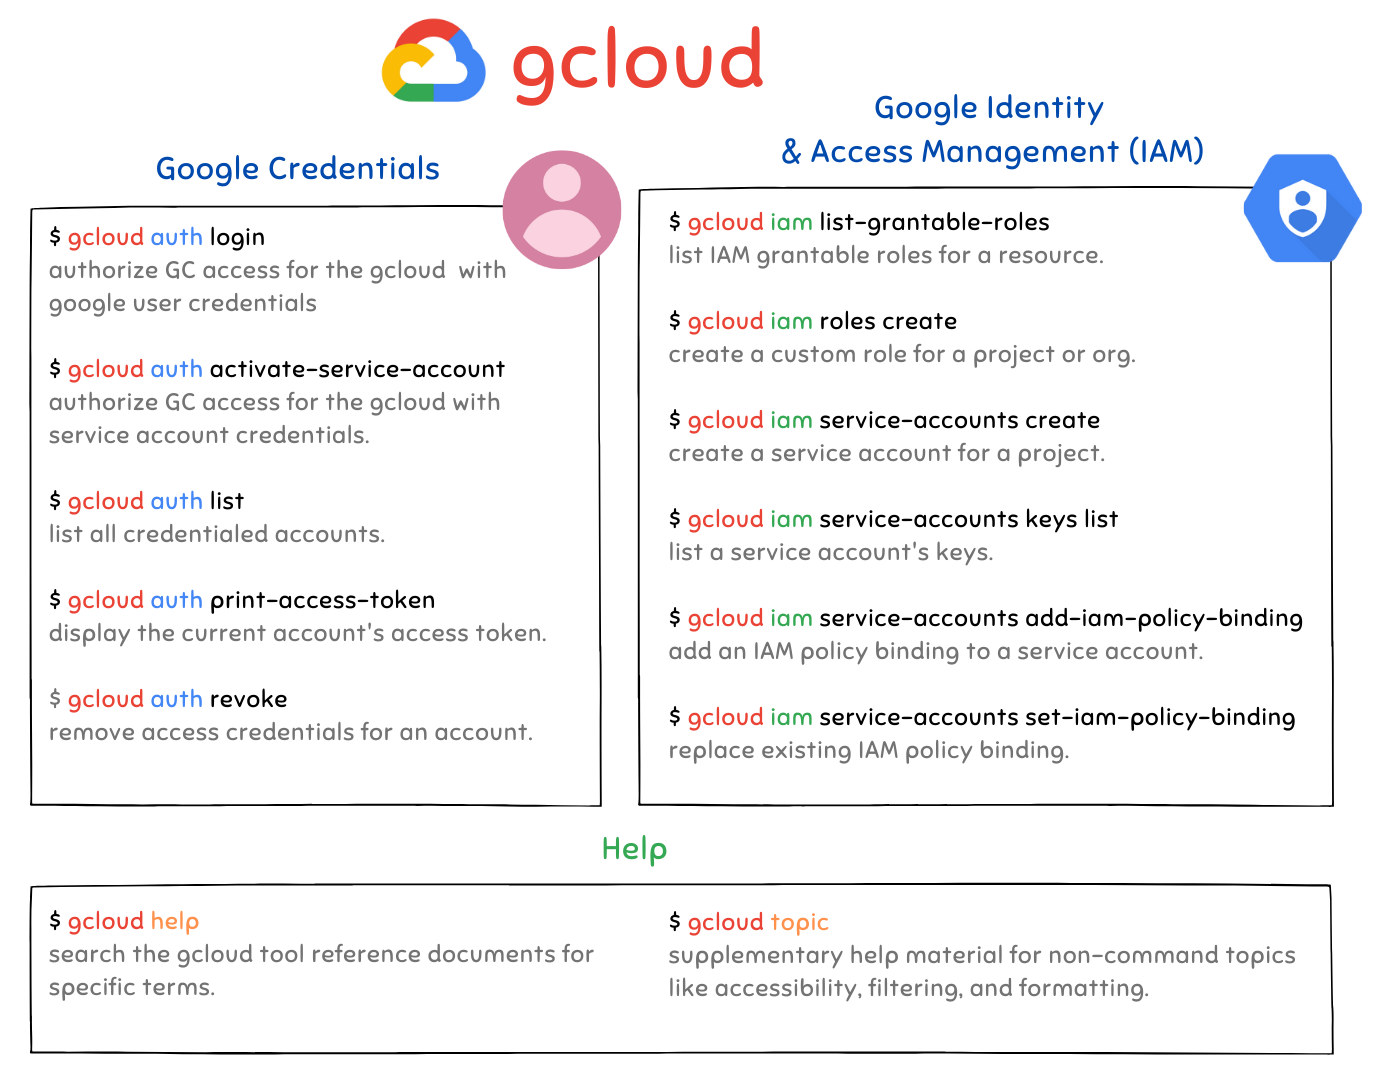 gcloud
Google Credentials
$ gcloud auth login
authorize GC access for the gcloud with
google user credentials
$ gcloud auth activate-service-account
authorize GC access for the gcloud with
service account credentials.
$ gcloud auth list
list all credentialed accounts.
$ gcloud auth print-access-token
display the current account's access token.
$ gcloud auth revoke
remove access credentials for an account.
Google Identity
& Access Management (IAM)
$ gcloud iam list-grantable-roles
list IAM grantable roles for a resource.
$ gcloud iam roles create
create a custom role for a project or org.
$ gcloud iam service-accounts create
create a service account for a project.
$ gcloud iam service-accounts keys list
list a service account's keys.
$ gcloud iam service-accounts add-iam-policy-binding
add an IAM policy binding to a service account.
$ gcloud iam service-accounts set-iam-policy-binding
replace existing IAM policy binding.
Help
$ gcloud help
search the gcloud tool reference documents for
specific terms.
$ gcloud topic
supplementary help material for non-command topics
like accessibility, filtering, and formatting.